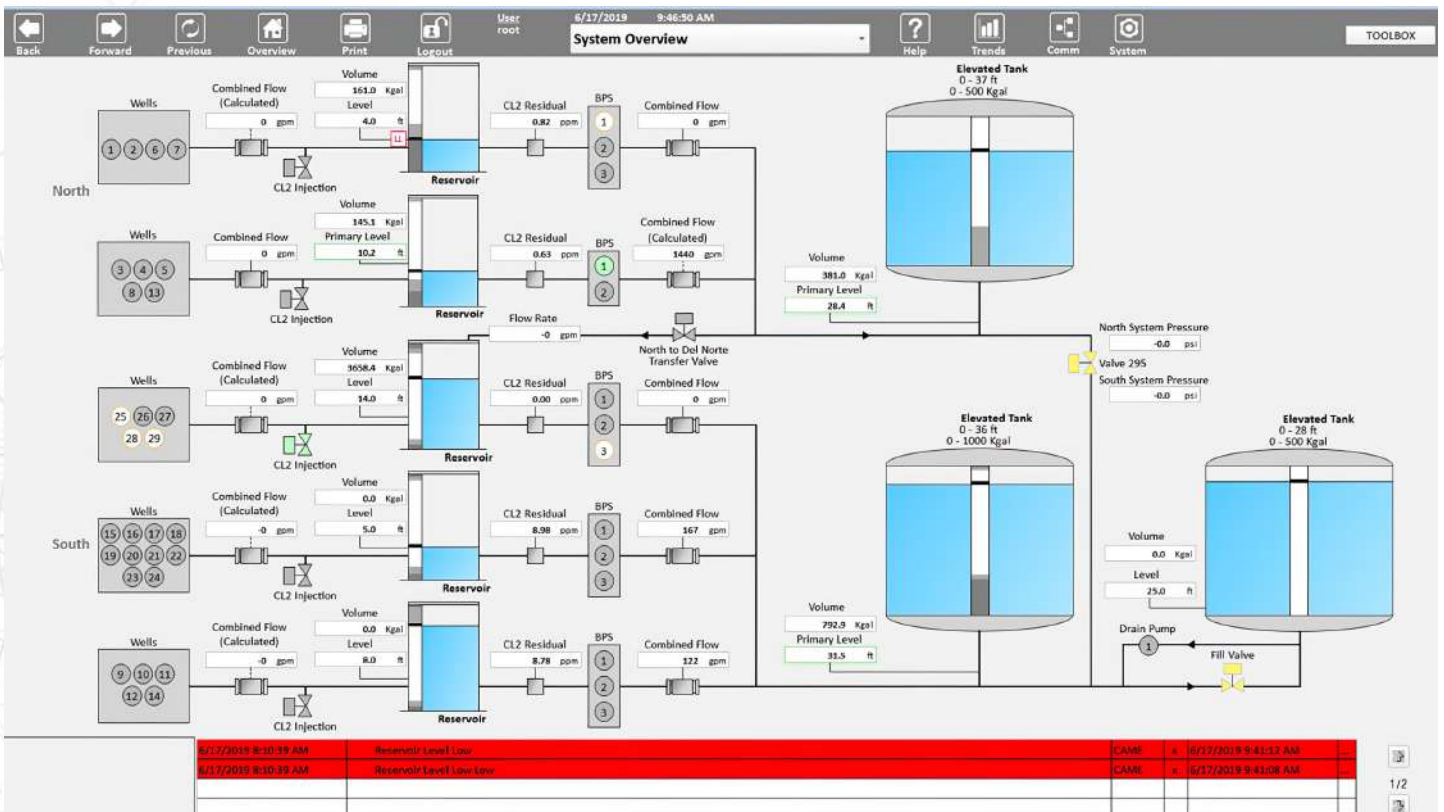 User
root
6/17/2019 9:46:50 AM
System Overview
Back
Forward
Previous
Overview
Print
Logout
Help
Trends
Comm
System
TOOLBOX
North
Wells
1 2 6 7
Combined Flow
(Calculated)
0 gpm
CL2 Injection
Volume
161.0 Kgal
Level
4.0 ft
LL
Reservoir
CL2 Residual
0.82 ppm
BPS
1
2
3
Combined Flow
0 gpm
Wells
3 4 5
8 13
Combined Flow
0 gpm
CL2 Injection
Volume
145.1 Kgal
Primary Level
10.2 ft
Reservoir
CL2 Residual
0.63 ppm
BPS
1
2
Combined Flow
(Calculated)
1440 gpm
Flow Rate
-0 gpm
North to Del Norte
Transfer Valve
Wells
25 26 27
28 29
Combined Flow
(Calculated)
0 gpm
CL2 Injection
Volume
3658.4 Kgal
Level
14.0 ft
Reservoir
CL2 Residual
0.00 ppm
BPS
1
2
3
Combined Flow
0 gpm
South
Wells
15 16 17 18
19 20 21 22
23 24
Combined Flow
(Calculated)
-0 gpm
CL2 Injection
Volume
0.0 Kgal
Level
5.0 ft
Reservoir
CL2 Residual
8.98 ppm
BPS
1
2
3
Combined Flow
167 gpm
Wells
9 10 11
12 14
Combined Flow
(Calculated)
-0 gpm
CL2 Injection
Volume
0.0 Kgal
Level
8.0 ft
Reservoir
CL2 Residual
8.78 ppm
BPS
1
2
3
Combined Flow
122 gpm
Elevated Tank
0 - 37 ft
0 - 500 Kgal
Volume
381.0 Kgal
Primary Level
28.4 ft
North System Pressure
-0.0 psi
Valve 295
South System Pressure
-0.0 psi
Elevated Tank
0 - 36 ft
0 - 1000 Kgal
Volume
792.9 Kgal
Primary Level
31.5 ft
Elevated Tank
0 - 28 ft
0 - 500 Kgal
Volume
0.0 Kgal
Level
25.0 ft
Drain Pump
1
Fill Valve
6/17/2019 8:10:39 AM Reservoir Level Low CAME x 6/17/2019 9:41:12 AM ...
6/17/2019 8:10:39 AM Reservoir Level Low Low CAME x 6/17/2019 9:41:08 AM ...
1/2